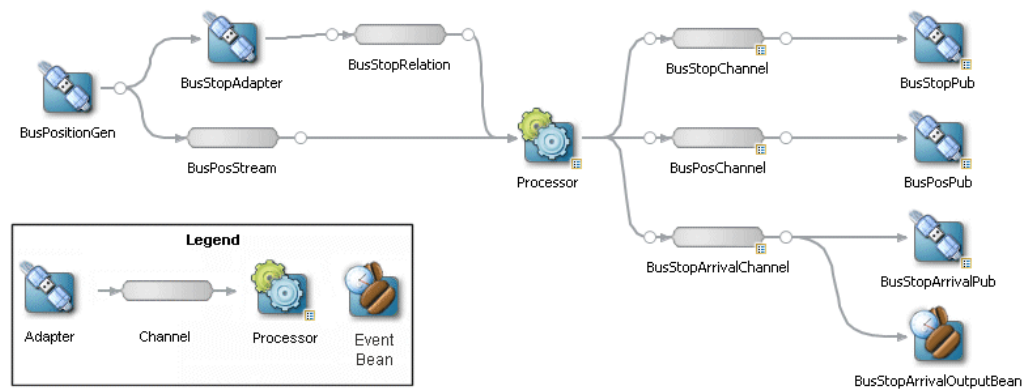 BusPositionGen
BusStopAdapter
BusStopRelation
BusPosStream
Processor
BusStopChannel
BusStopPub
BusPosChannel
BusPosPub
BusStopArrivalChannel
BusStopArrivalPub
BusStopArrivalOutputBean
Legend
Adapter
Channel
Processor
Event
Bean